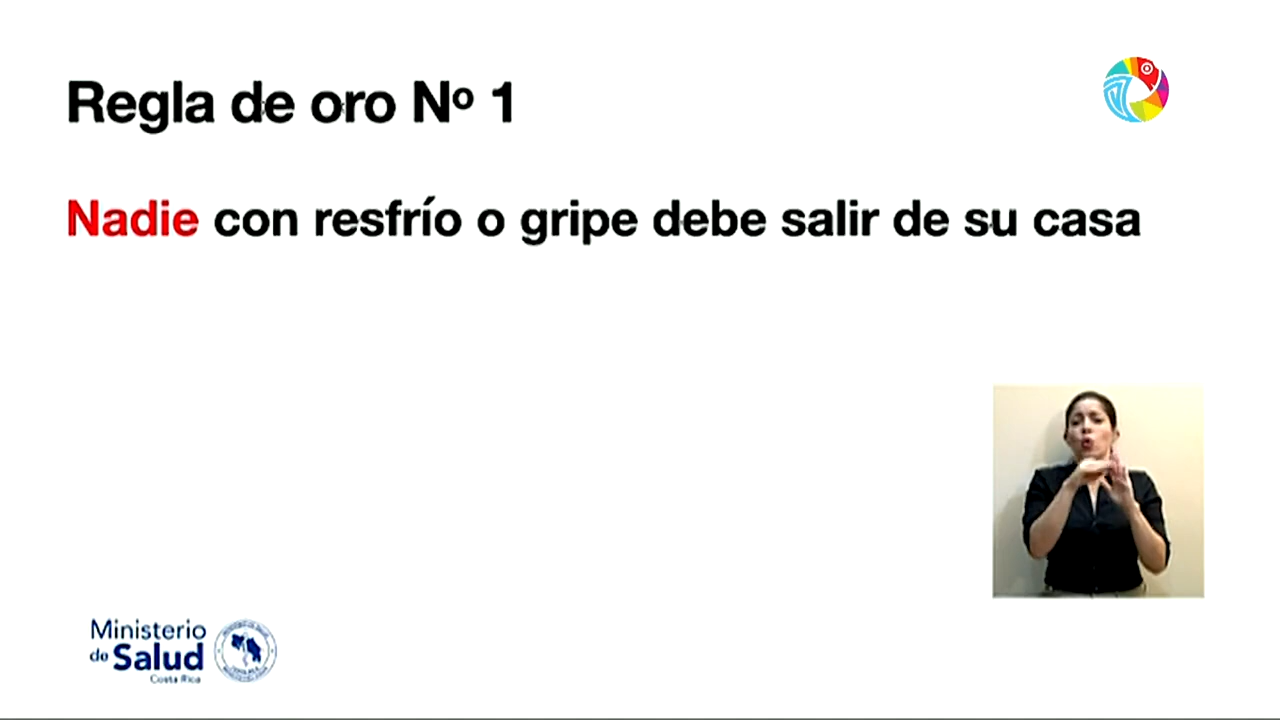 Regla de oro Nº 1
Nadie con resfrío o gripe debe salir de su casa
Ministerio
de Salud
Costa Rica